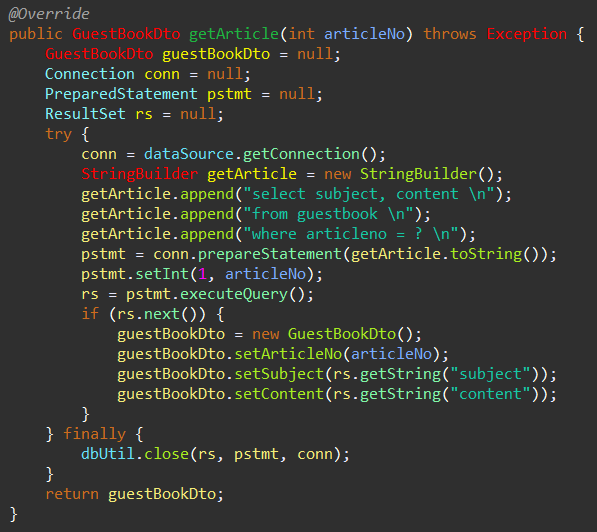 @Override
public GuestBookDto getArticle(int articleNo) throws Exception {
    GuestBookDto guestBookDto = null;
    Connection conn = null;
    PreparedStatement pstmt = null;
    ResultSet rs = null;
    try {
        conn = dataSource.getConnection();
        StringBuilder getArticle = new StringBuilder();
        getArticle.append("select subject, content \n");
        getArticle.append("from guestbook \n");
        getArticle.append("where articleno = ? \n");
        pstmt = conn.prepareStatement(getArticle.toString());
        pstmt.setInt(1, articleNo);
        rs = pstmt.executeQuery();
        if (rs.next()) {
            guestBookDto = new GuestBookDto();
            guestBookDto.setArticleNo(articleNo);
            guestBookDto.setSubject(rs.getString("subject"));
            guestBookDto.setContent(rs.getString("content"));
        }
    } finally {
        dbUtil.close(rs, pstmt, conn);
    }
    return guestBookDto;
}